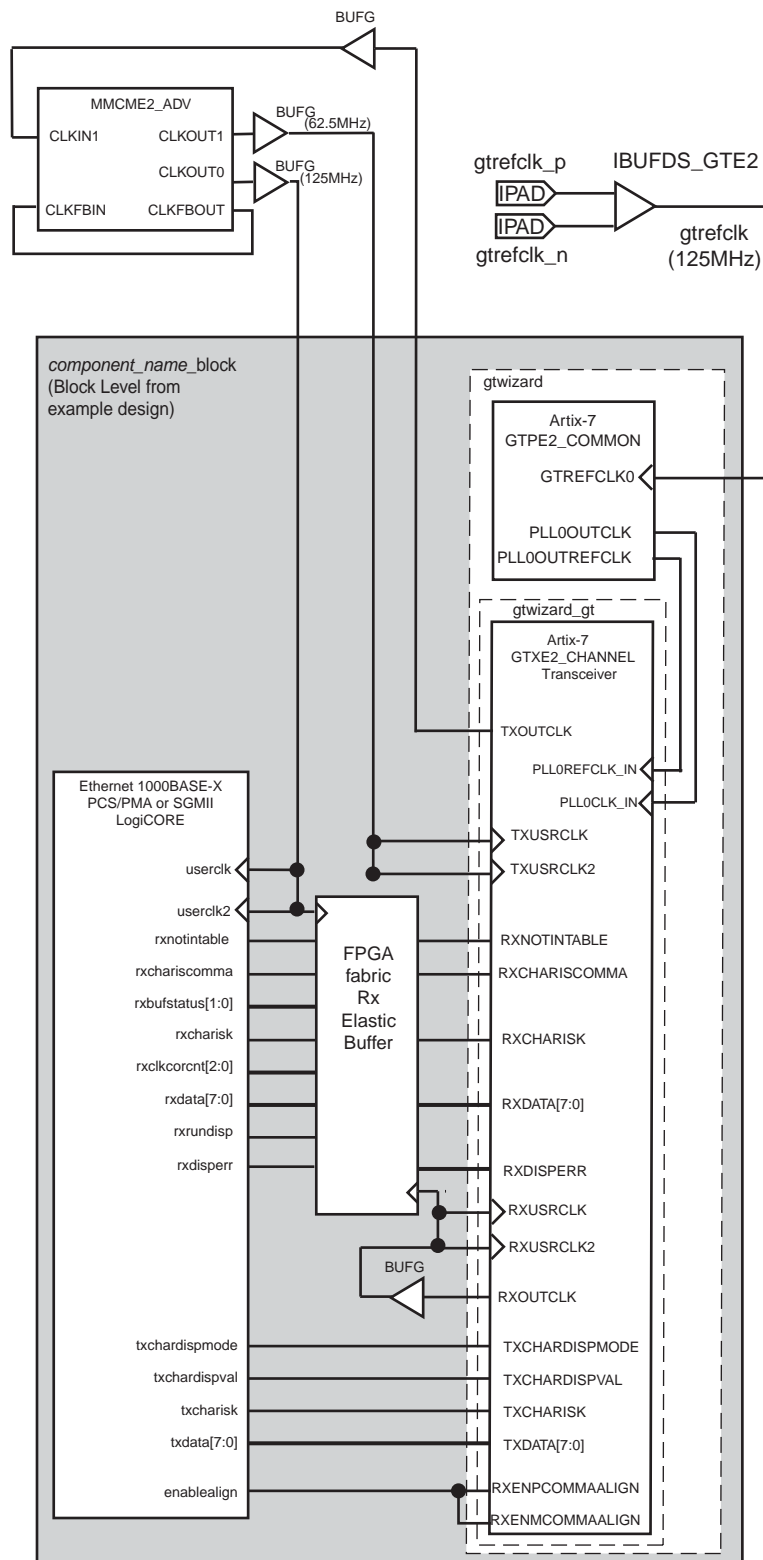 BUFG
MMCME2_ADV
CLKIN1
CLKOUT1
BUFG
(62.5MHz)
CLKOUT0
BUFG
(125MHz)
CLKFBIN
CLKFBOUT
gtrefclk_p
IBUFDS_GTE2
IPAD
IPAD
gtrefclk_n
gtrefclk
(125MHz)
component_name_block
(Block Level from
example design)
gtwizard
Artix-7
GTPE2_COMMON
GTREFCLK0
PLL0OUTCLK
PLL0OUTREFCLK
gtwizard_gt
Artix-7
GTXE2_CHANNEL
Transceiver
TXOUTCLK
PLL0REFCLK_IN
PLL0CLK_IN
TXUSRCLK
TXUSRCLK2
Ethernet 1000BASE-X
PCS/PMA or SGMII
LogiCORE
userclk
userclk2
rxnotintable
rxchariscomma
rxbufstatus[1:0]
rxcharisk
rxclkcorcnt[2:0]
rxdata[7:0]
rxrundisp
rxdisperr
FPGA
fabric
Rx
Elastic
Buffer
RXNOTINTABLE
RXCHARISCOMMA
RXCHARISK
RXDATA[7:0]
RXDISPERR
RXUSRCLK
RXUSRCLK2
BUFG
RXOUTCLK
txchardispmode
TXCHARDISPMODE
txchardispval
TXCHARDISPVAL
txcharisk
TXCHARISK
txdata[7:0]
TXDATA[7:0]
enablealign
RXENPCOMMAALIGN
RXENMCOMMAALIGN